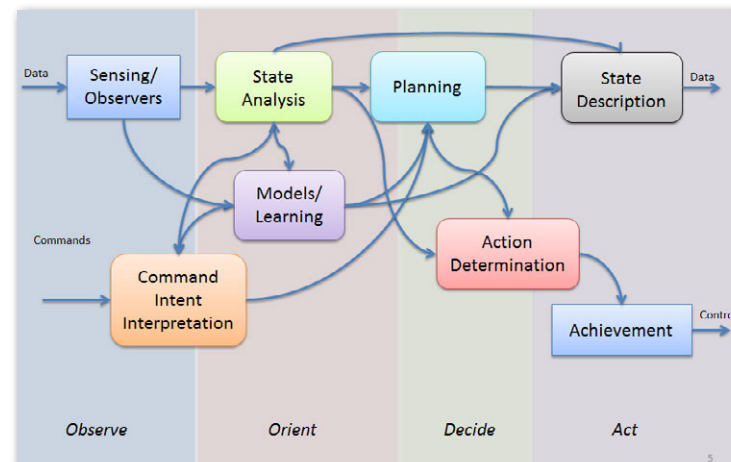 Data
Sensing/
Observers
State
Analysis
Planning
State
Description
Data
Models/
Learning
Commands
Command
Intent
Interpretation
Action
Determination
Achievement
Contro
Observe
Orient
Decide
Act
5